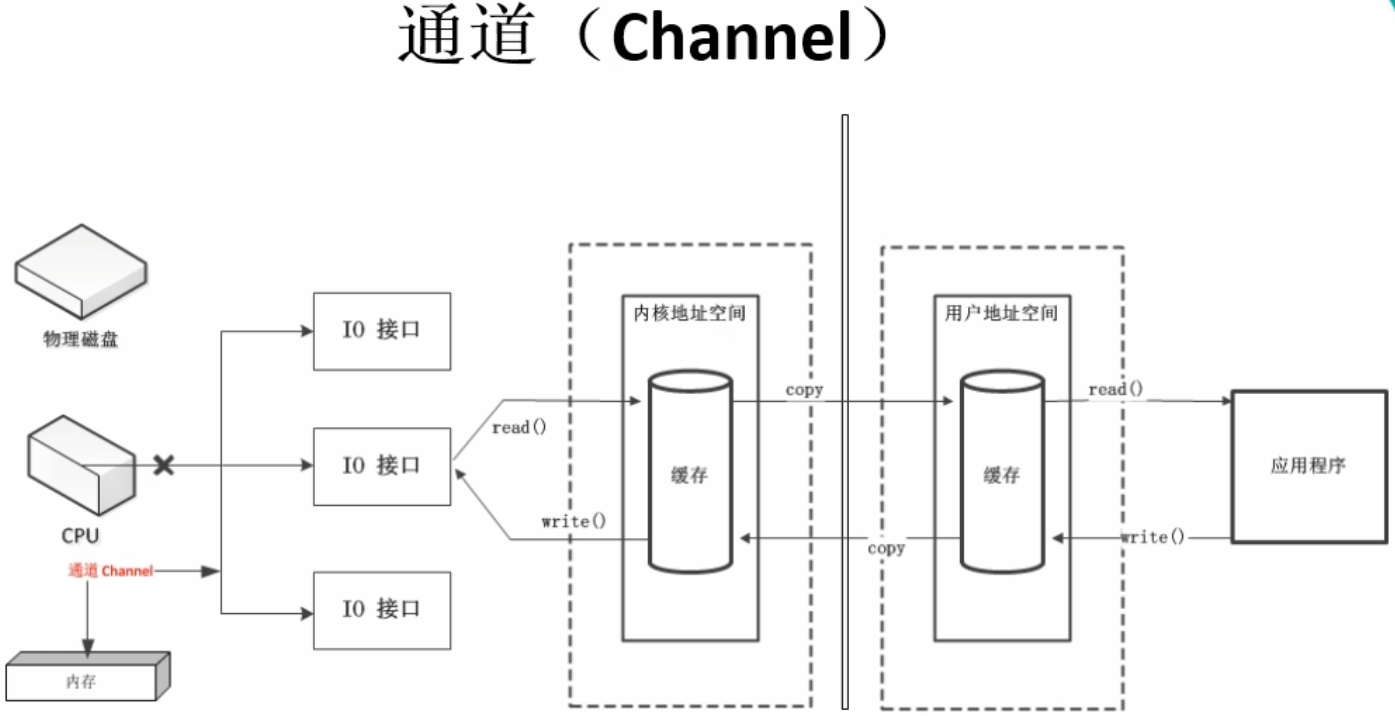 通道（Channel）
物理磁盘
CPU
通道 Channel
内存
IO 接口
IO 接口
IO 接口
read()
write()
内核地址空间
缓存
copy
copy
用户地址空间
缓存
read()
write()
应用程序